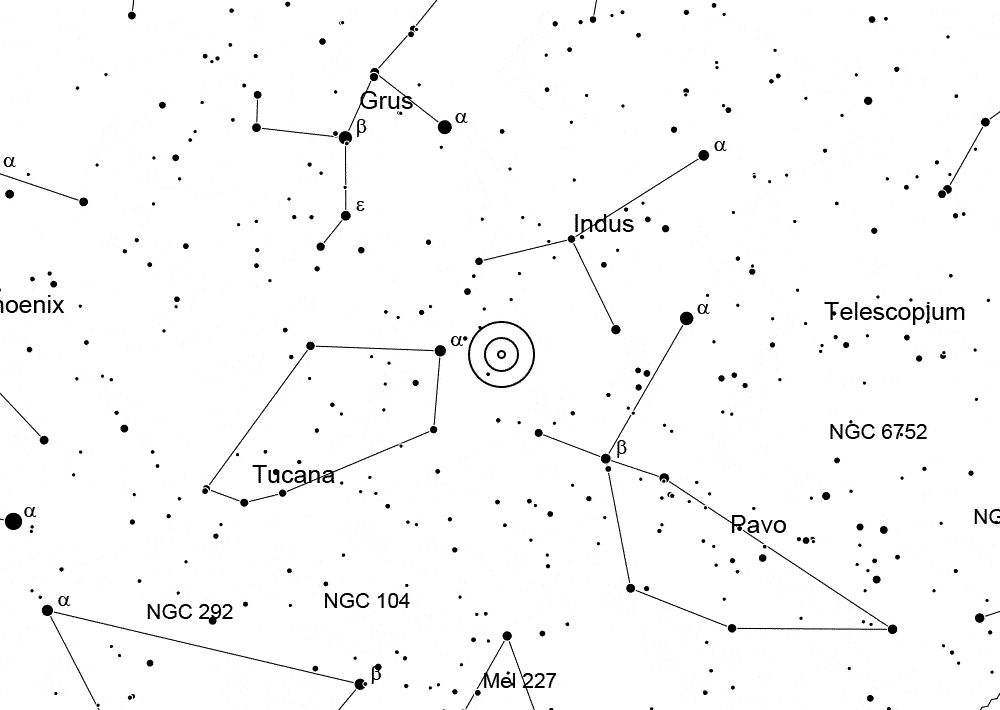 Grus
α
β
α
α
ε
Indus
hoenix
α
Telescopium
α
β
NGC 6752
Tucana
α
NG
Pavo
α
NGC 292
NGC 104
β
Mel 227